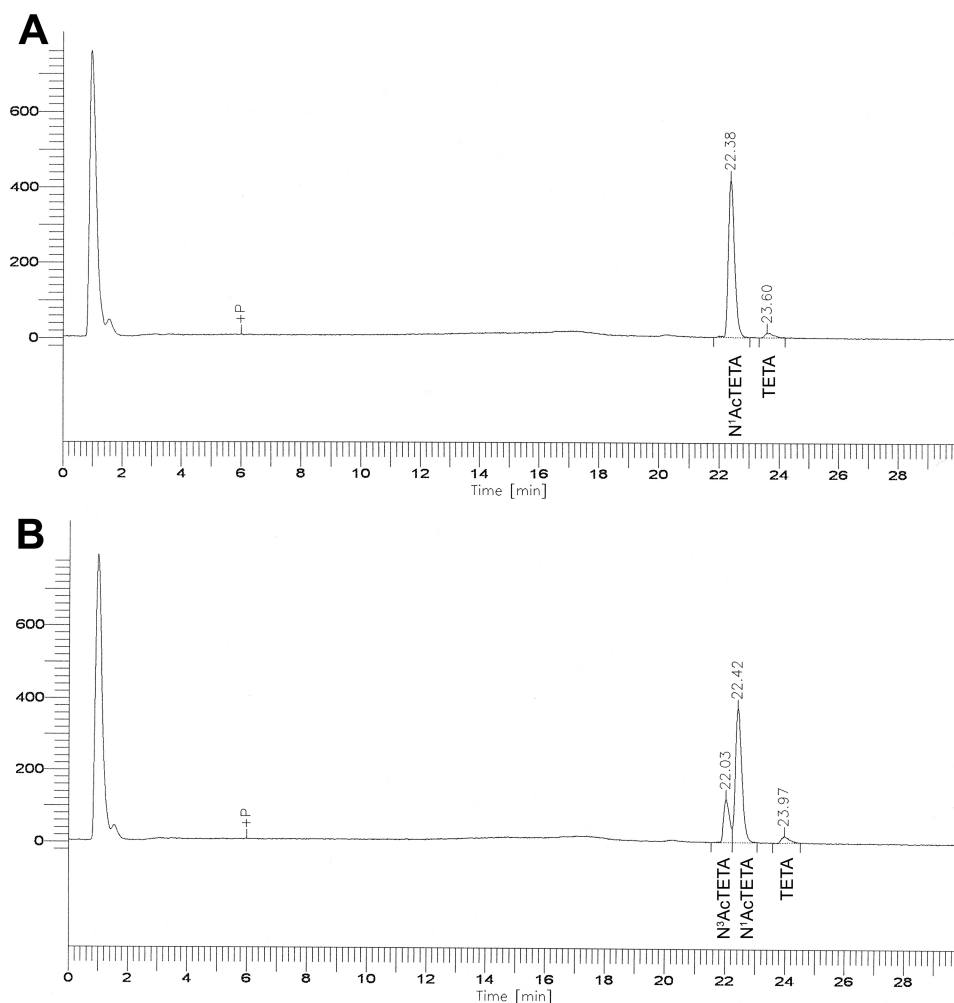 A
600
400
200
0
+P
22.38
23.60
N¹AcTETA
TETA
0 2 4 6 8 10 12 14 16 18 20 22 24 26 28
Time [min]
B
600
400
200
0
+P
22.03
22.42
23.97
N³AcTETA
N¹AcTETA
TETA
0 2 4 6 8 10 12 14 16 18 20 22 24 26 28
Time [min]